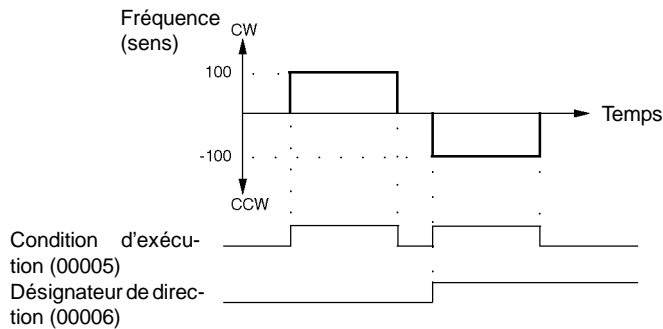 Fréquence
(sens)
CW
100
Temps
-100
CCW
Condition d'exécu-
tion (00005)
Désignateur de direc-
tion (00006)